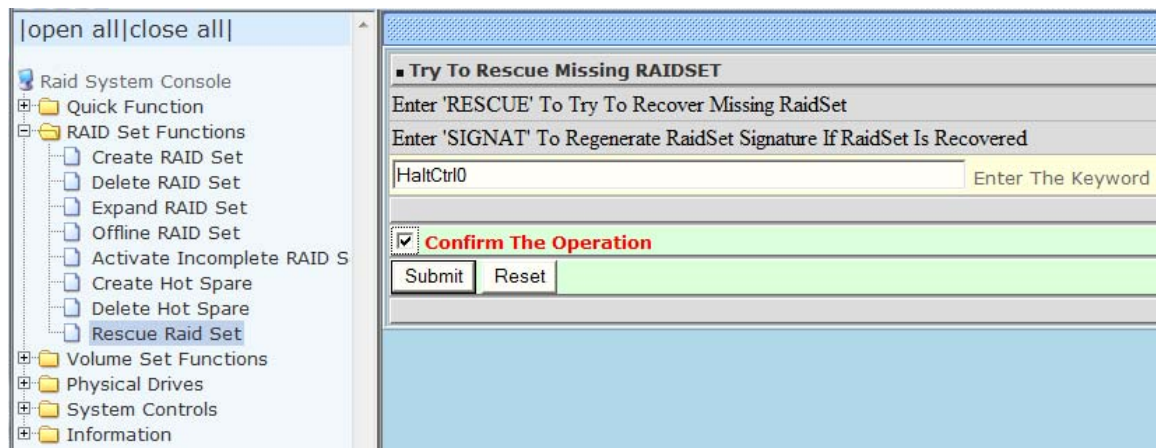 |open all|close all|
Raid System Console
Quick Function
RAID Set Functions
Create RAID Set
Delete RAID Set
Expand RAID Set
Offline RAID Set
Activate Incomplete RAID S
Create Hot Spare
Delete Hot Spare
Rescue Raid Set
Volume Set Functions
Physical Drives
System Controls
Information
Try To Rescue Missing RAIDSET
Enter 'RESCUE' To Try To Recover Missing RaidSet
Enter 'SIGNAT' To Regenerate RaidSet Signature If RaidSet Is Recovered
HaltCtrl0 Enter The Keyword
Confirm The Operation
Submit Reset